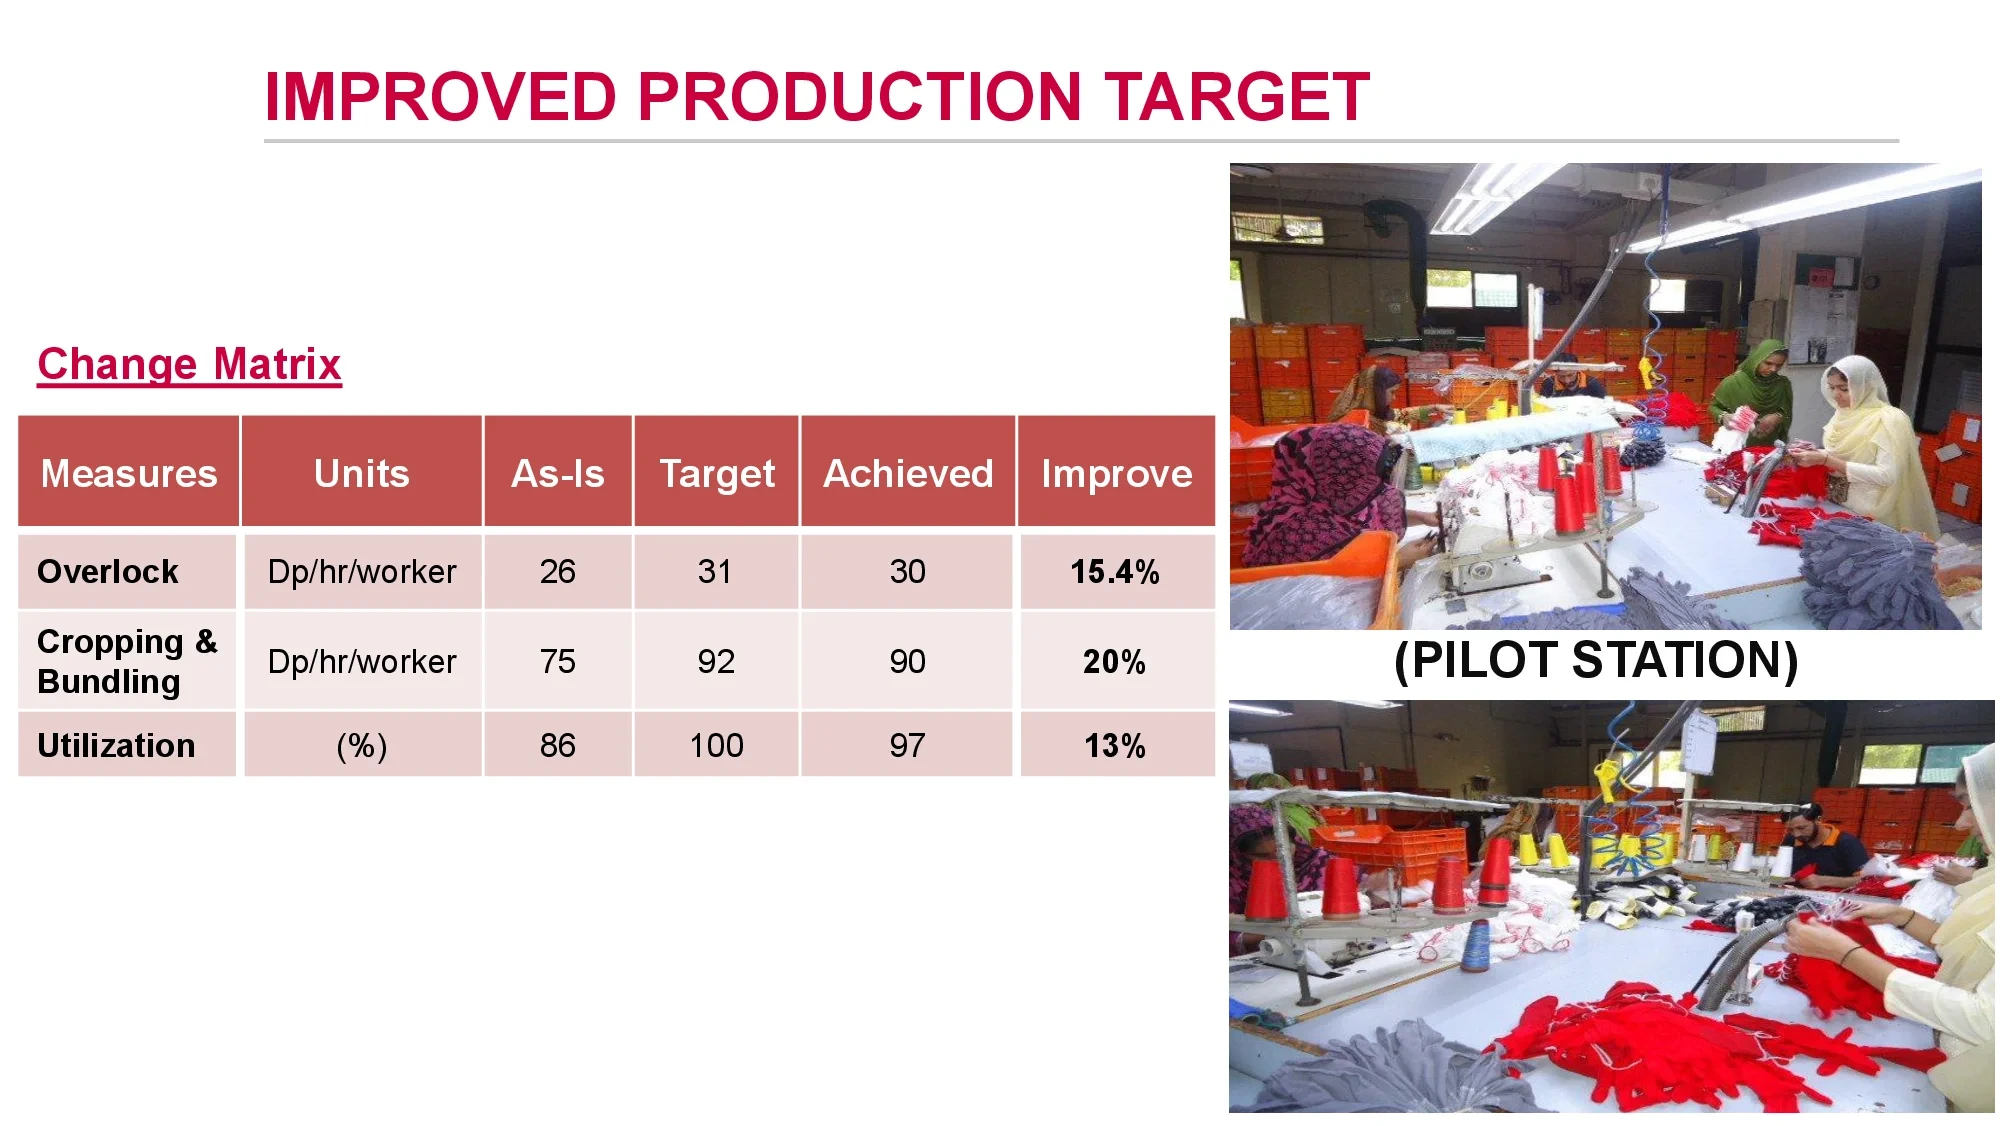 IMPROVED PRODUCTION TARGET
Change Matrix
Measures Units As-Is Target Achieved Improve
Overlock Dp/hr/worker 26 31 30 15.4%
Cropping &
Bundling Dp/hr/worker 75 92 90 20%
Utilization (%) 86 100 97 13%
(PILOT STATION)